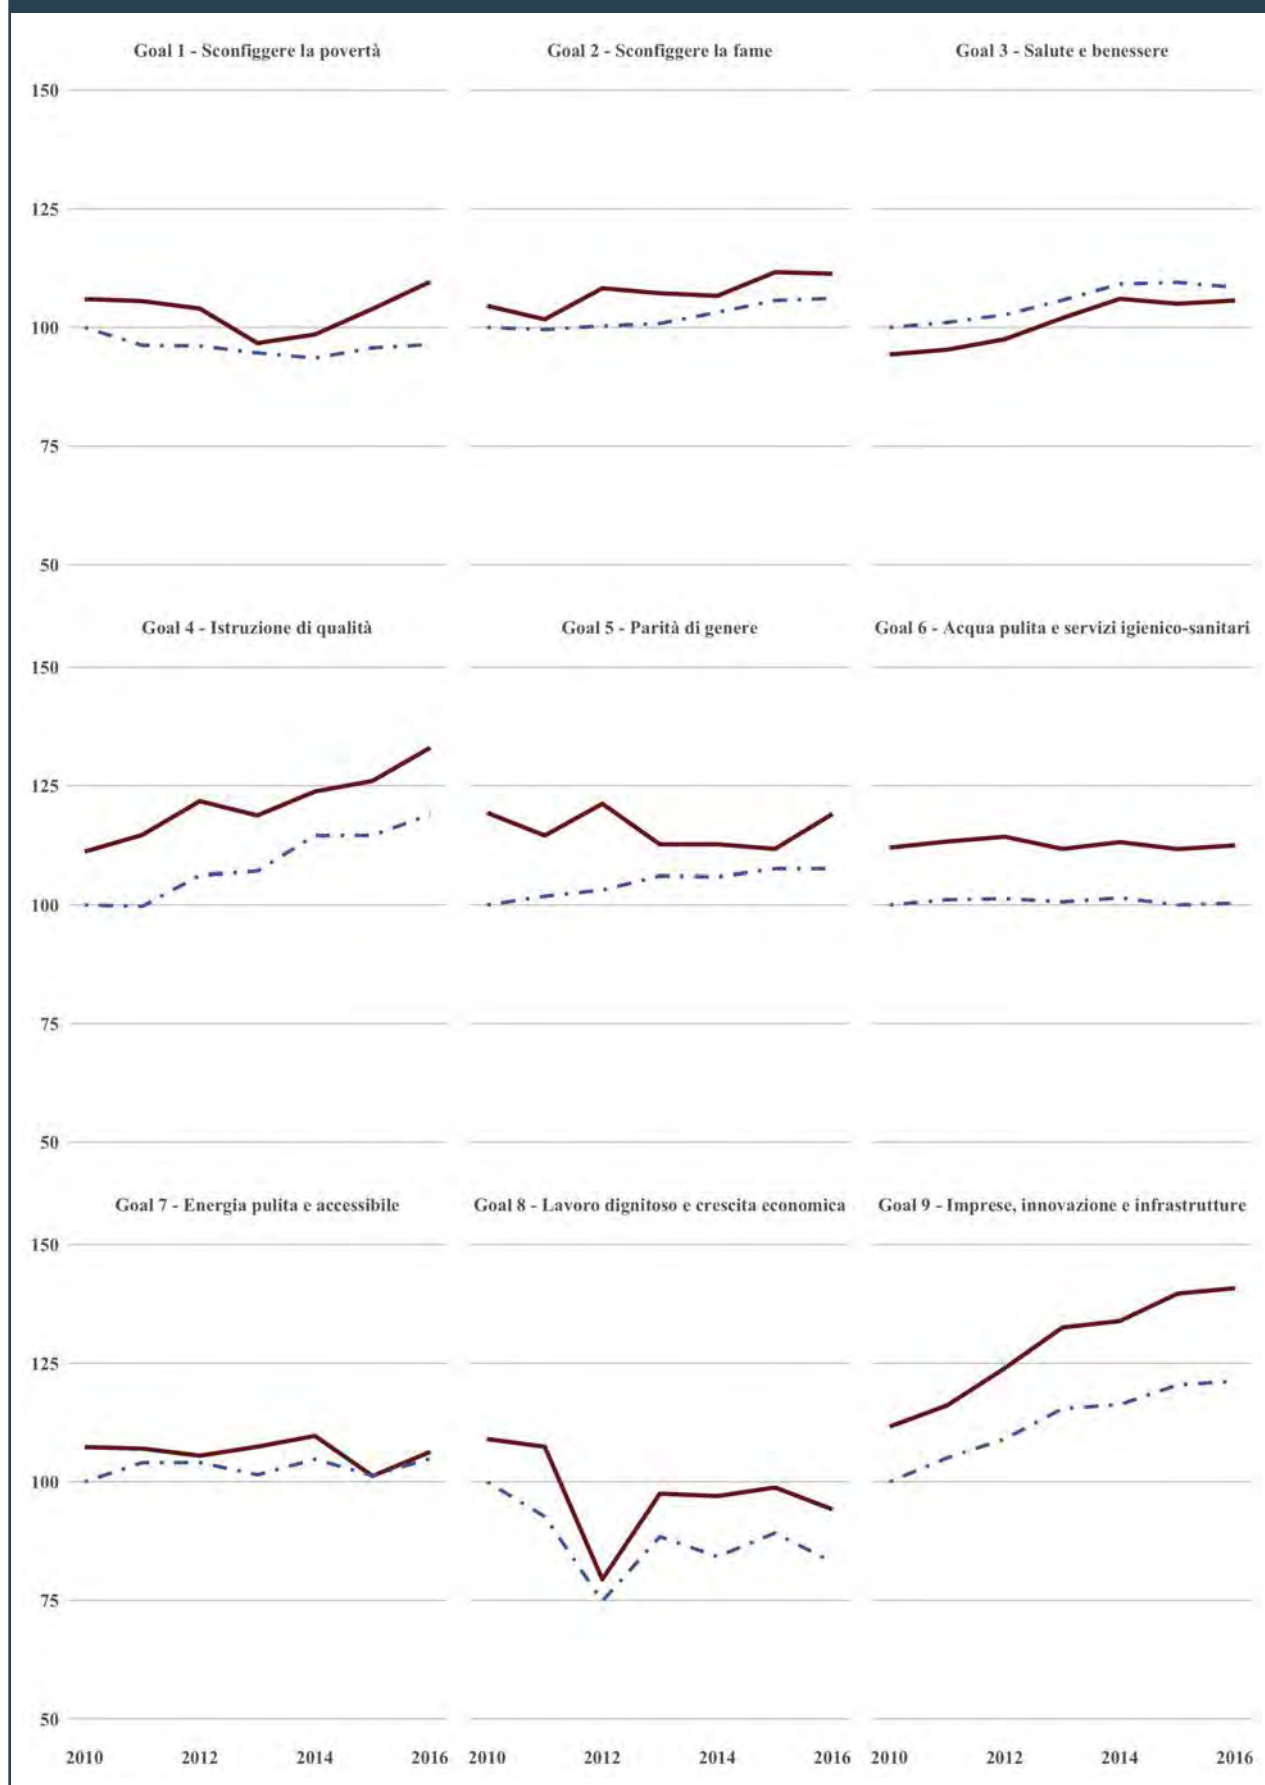 Goal 1 - Sconfiggere la povertà
Goal 2 - Sconfiggere la fame
Goal 3 - Salute e benessere
150
125
100
75
50
Goal 4 - Istruzione di qualità
Goal 5 - Parità di genere
Goal 6 - Acqua pulita e servizi igienico-sanitari
150
125
100
75
50
Goal 7 - Energia pulita e accessibile
Goal 8 - Lavoro dignitoso e crescita economica
Goal 9 - Imprese, innovazione e infrastrutture
150
125
100
75
50
2010 2012 2014 2016 2010 2012 2014 2016 2010 2012 2014 2016